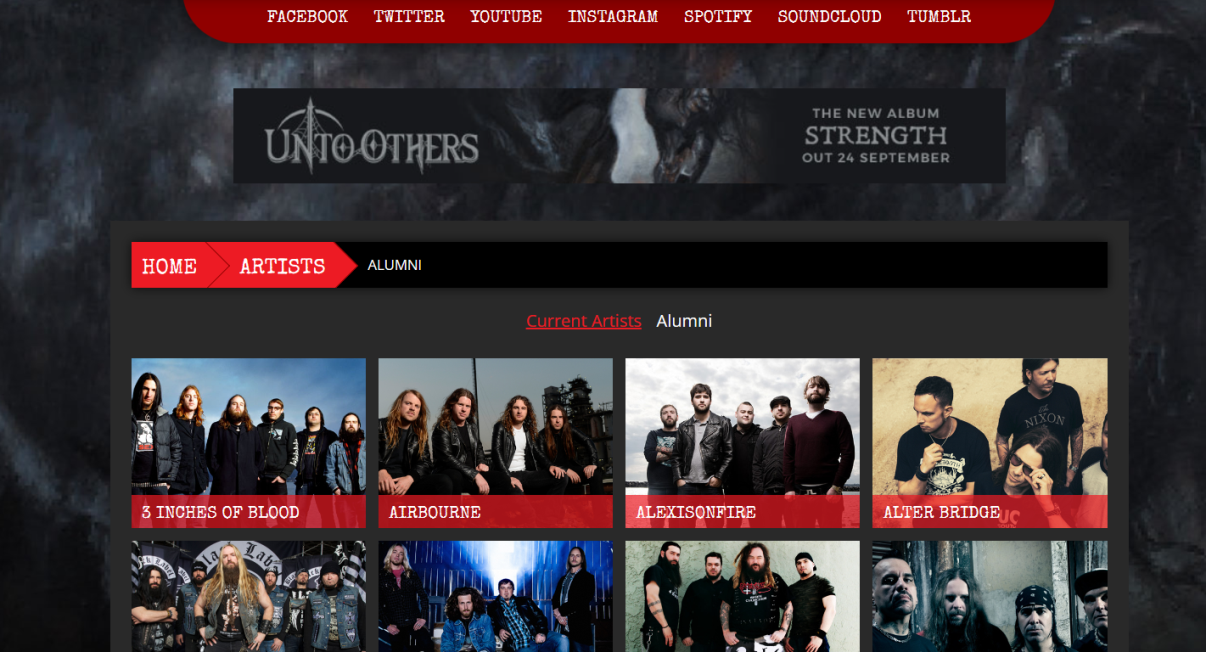 FACEBOOK TWITTER YOUTUBE INSTAGRAM SPOTIFY SOUNDCLOUD TUMBLR
UNTO OTHERS
THE NEW ALBUM
STRENGTH
OUT 24 SEPTEMBER
HOME ARTISTS ALUMNI
Current Artists Alumni
NIXON
3 INCHES OF BLOOD AIRBOURNE ALEXISONFIRE ALTER BRIDGE